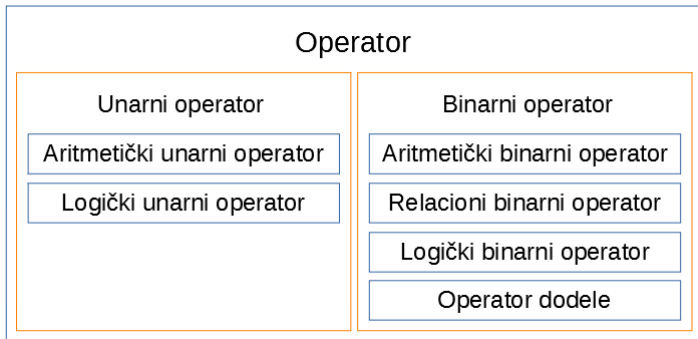 Operator
Unarni operator
Aritmetički unarni operator
Logički unarni operator
Binarni operator
Aritmetički binarni operator
Relacioni binarni operator
Logički binarni operator
Operator dodele